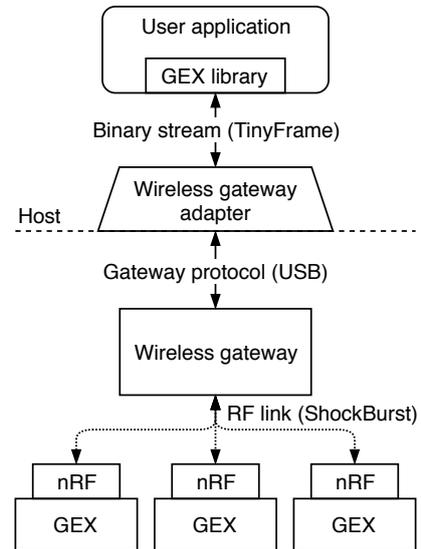 User application
GEX library
Binary stream (TinyFrame)
Wireless gateway
adapter
Host
Gateway protocol (USB)
Wireless gateway
RF link (ShockBurst)
nRF nRF nRF
GEX GEX GEX